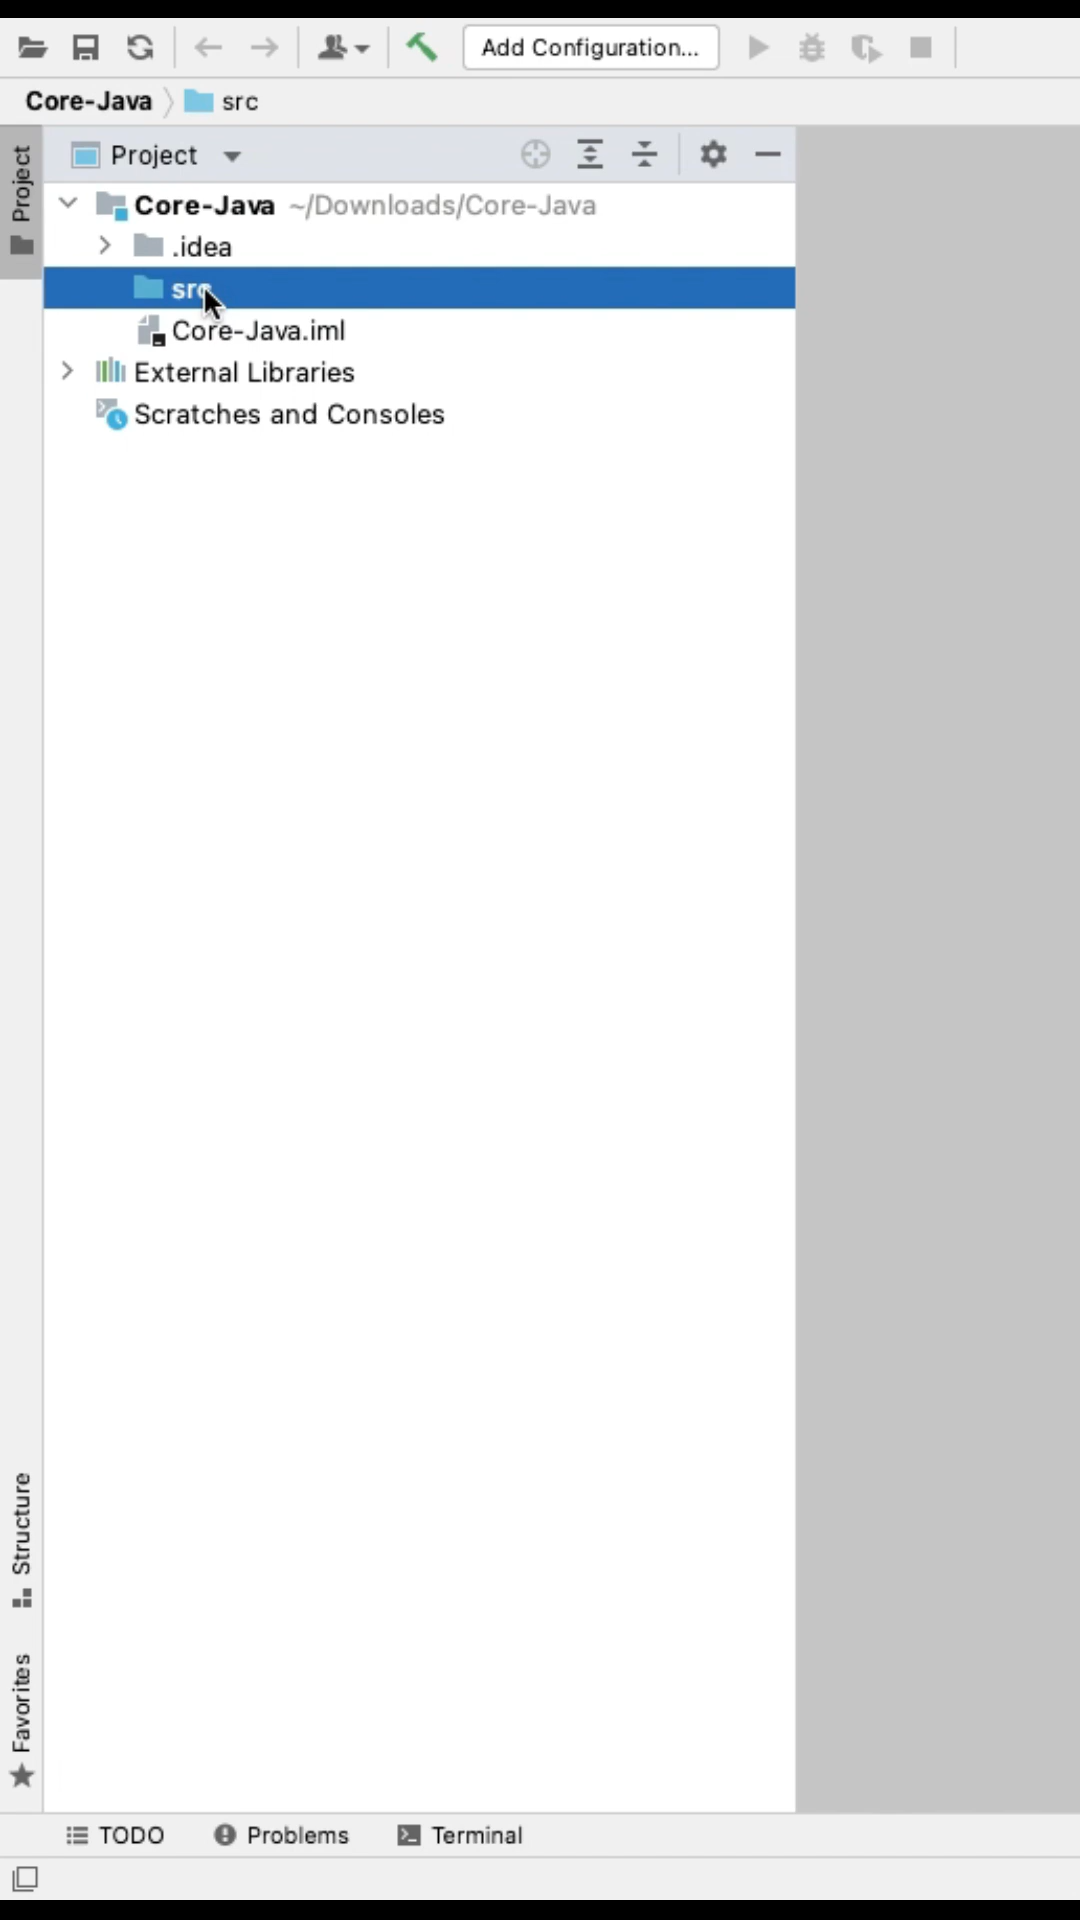 Add Configuration...
Core-Java src
Project
Project
Core-Java ~/Downloads/Core-Java
.idea
src
Core-Java.iml
External Libraries
Scratches and Consoles
Structure
Favorites
TODO Problems Terminal